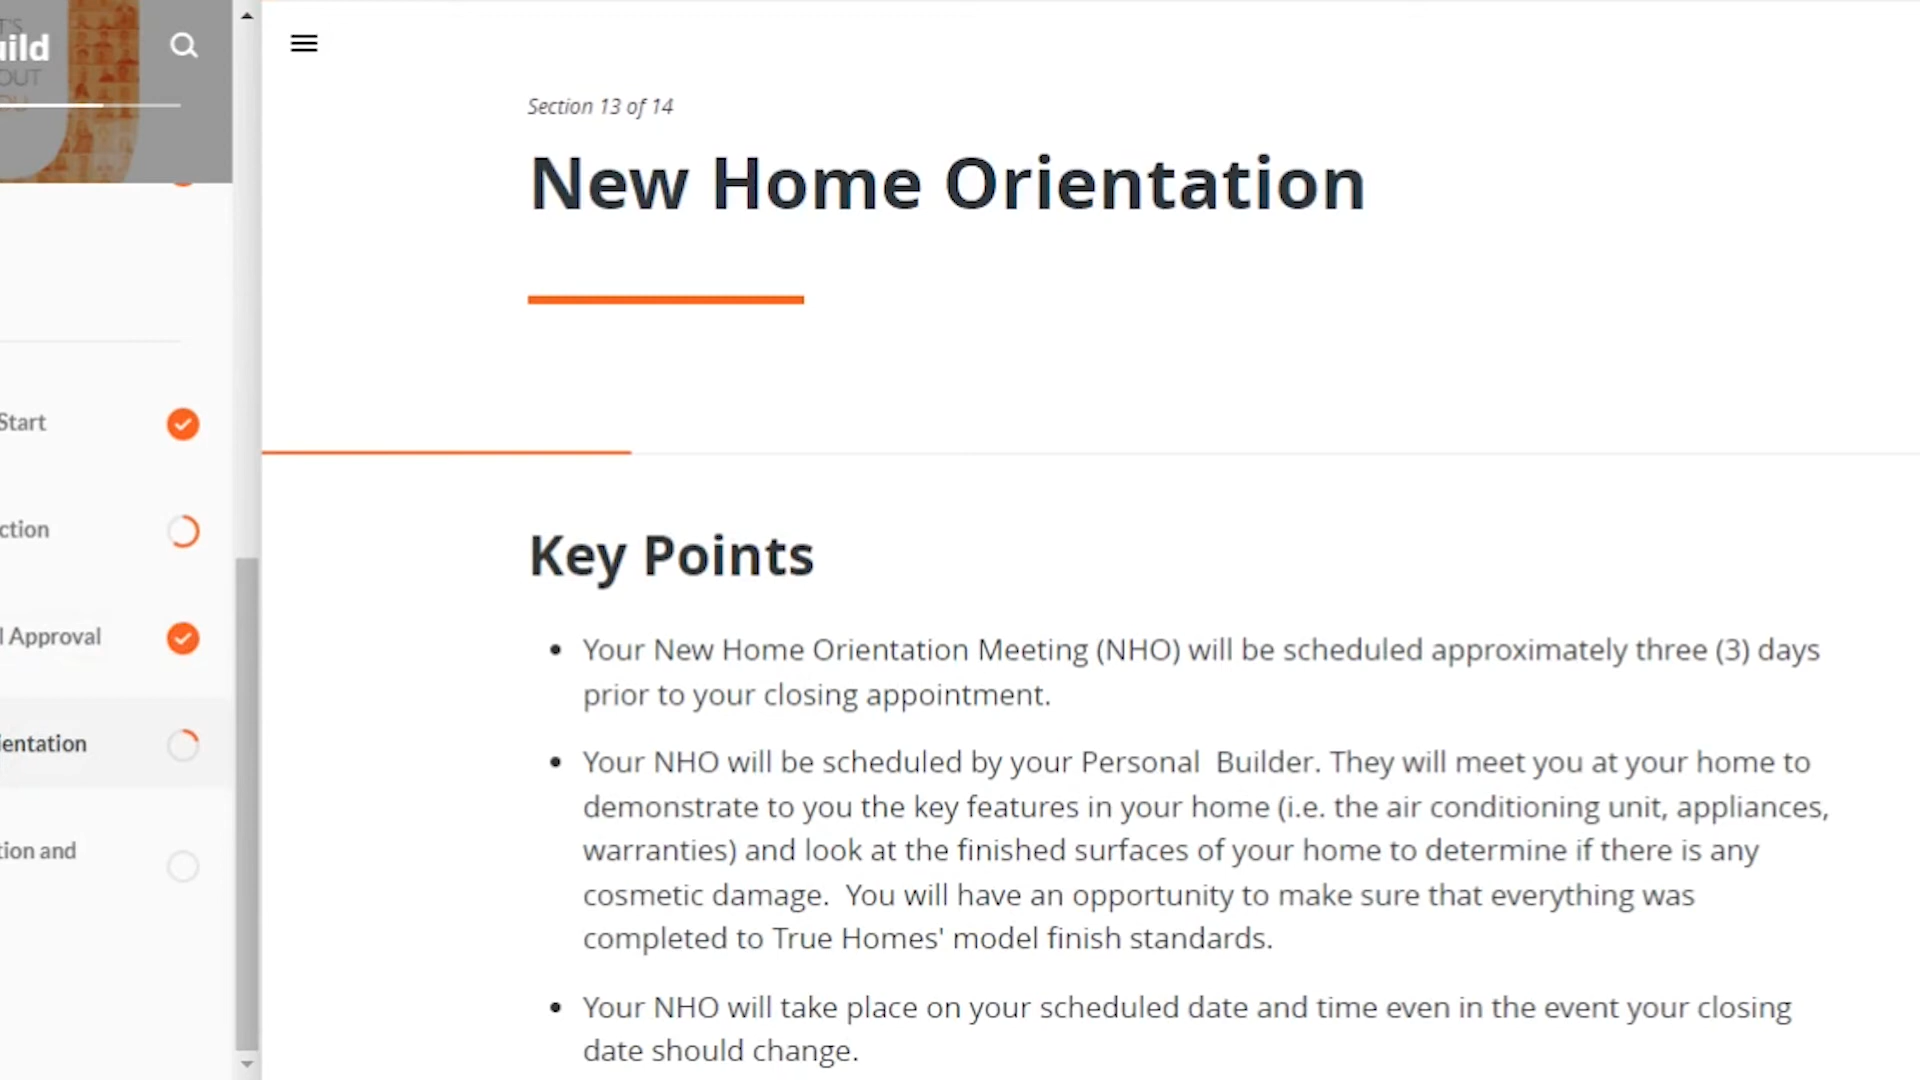 Section 13 of 14
New Home Orientation
Start
Approval
tion and
Key Points
• Your New Home Orientation Meeting (NHO) will be scheduled approximately three (3) days
prior to your closing appointment.
• Your NHO will be scheduled by your Personal Builder. They will meet you at your home to
demonstrate to you the key features in your home (i.e. the air conditioning unit, appliances,
warranties) and look at the finished surfaces of your home to determine if there is any
cosmetic damage. You will have an opportunity to make sure that everything was
completed to True Homes' model finish standards.
• Your NHO will take place on your scheduled date and time even in the event your closing
date should change.